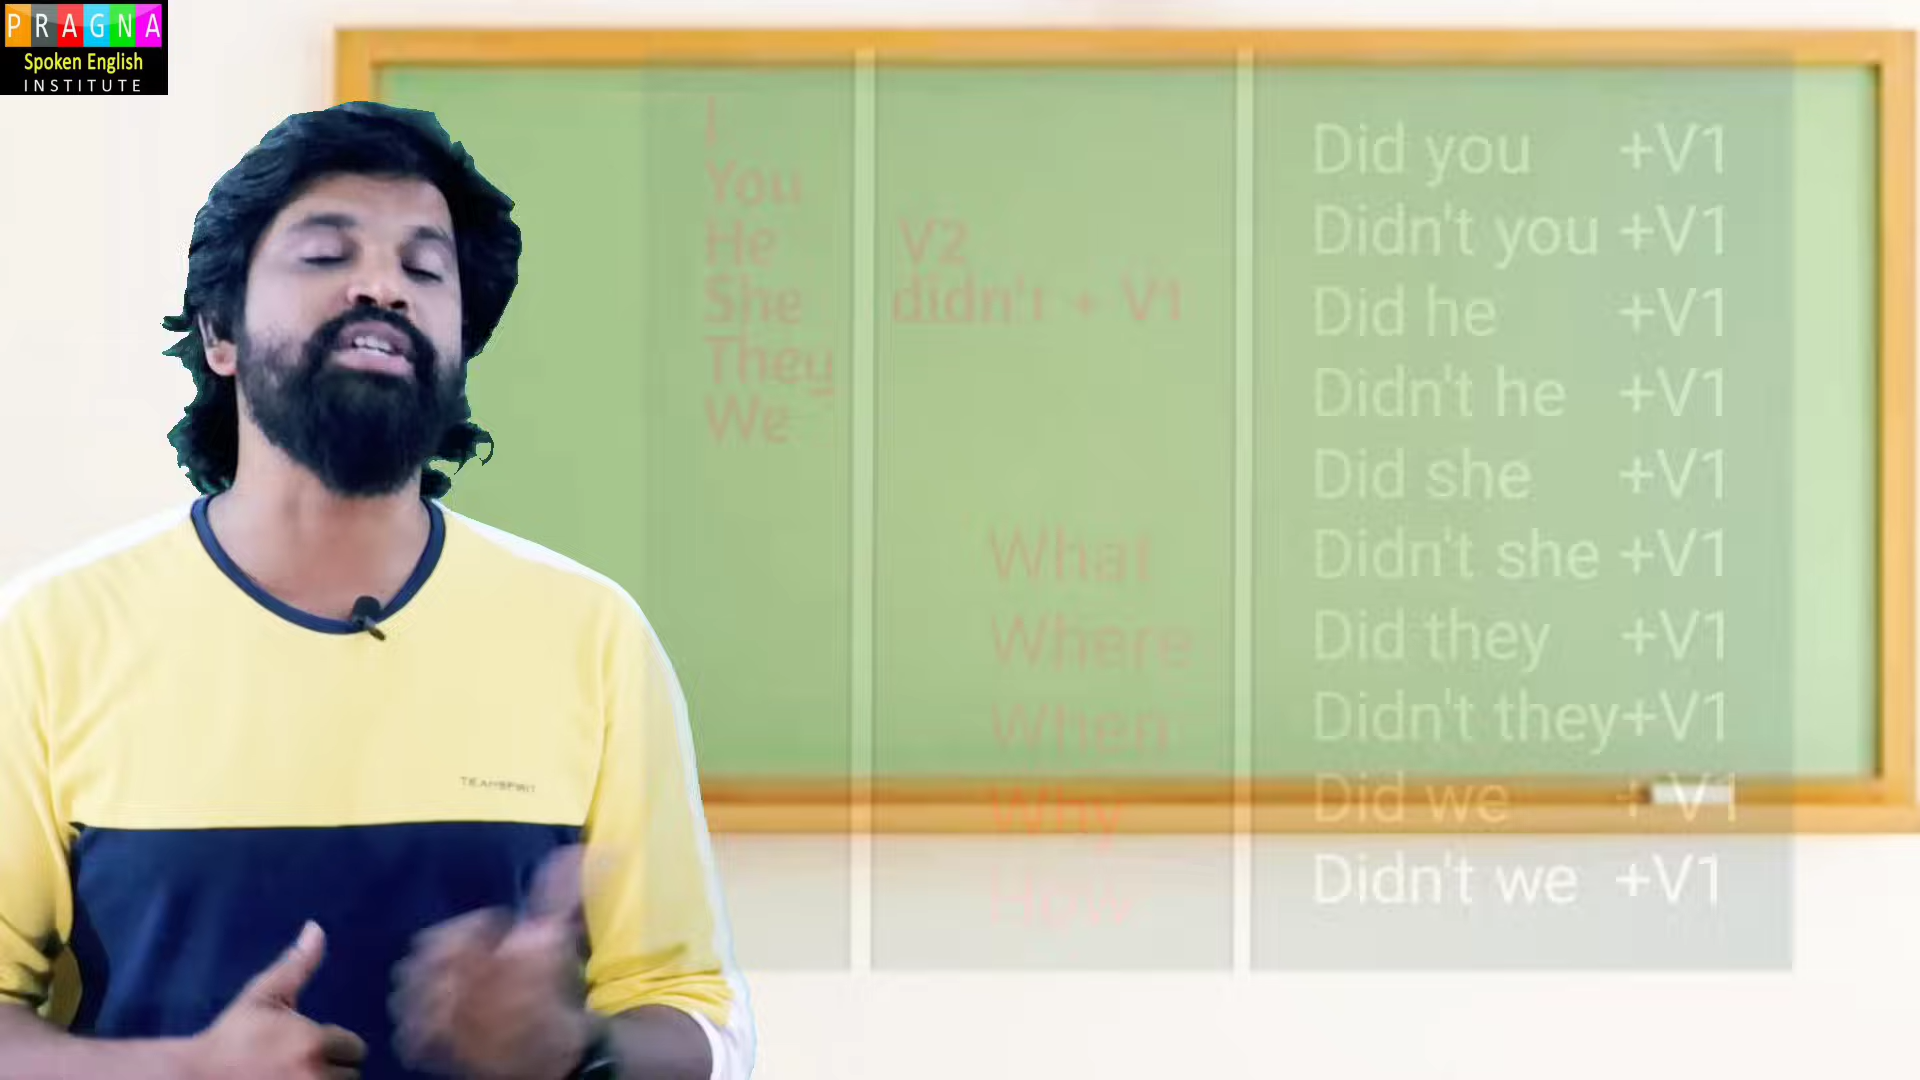 PRAGNA
Spoken English
INSTITUTE
I
You
He
She
They
We
V2
didn't + V1
What
Where
When
Why
How
Did you +V1
Didn't you +V1
Did he +V1
Didn't he +V1
Did she +V1
Didn't she +V1
Did they +V1
Didn't they+V1
Did we + V1
Didn't we +V1
TEAMSPIRIT